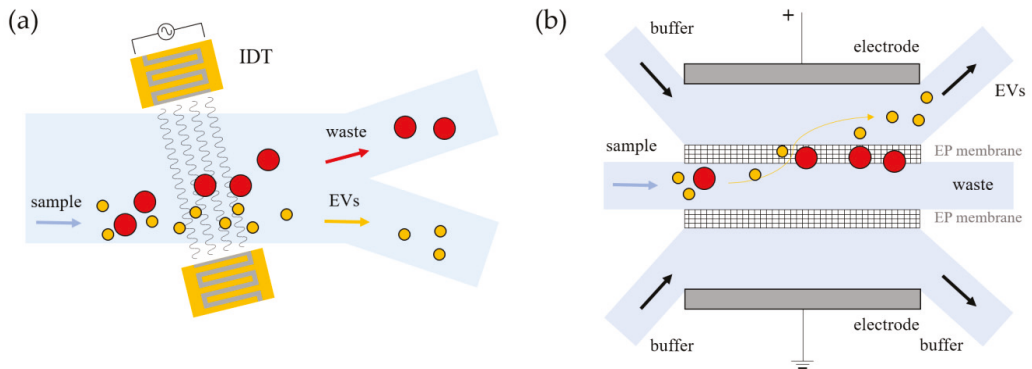 (a)
IDT
waste
sample
EVs
(b)
+
buffer
electrode
EVs
sample
EP membrane
waste
EP membrane
electrode
buffer
buffer